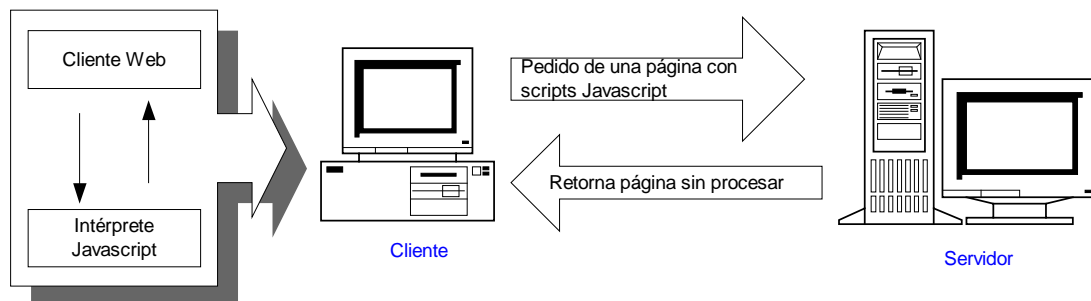 Cliente Web
Intérprete
Javascript
Cliente
Pedido de una página con
scripts Javascript
Retorna página sin procesar
Servidor